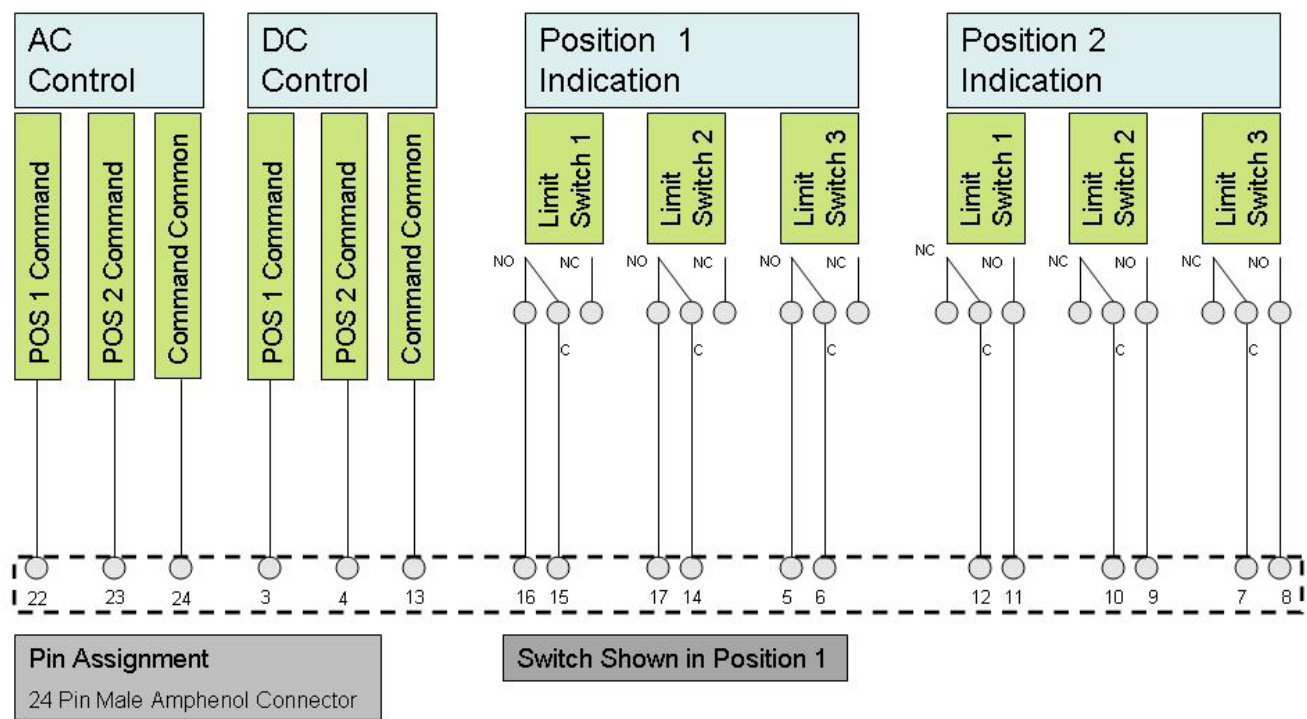 AC
Control
DC
Control
Position 1
Indication
Position 2
Indication
POS 1 Command
POS 2 Command
Command Common
POS 1 Command
POS 2 Command
Command Common
Limit
Switch 1
Limit
Switch 2
Limit
Switch 3
Limit
Switch 1
Limit
Switch 2
Limit
Switch 3
NO NC NO NC NO NC NC NO NC NO NC NO
C C C C C C
22 23 24 3 4 13 16 15 17 14 5 6 12 11 10 9 7 8
Pin Assignment
24 Pin Male Amphenol Connector
Switch Shown in Position 1